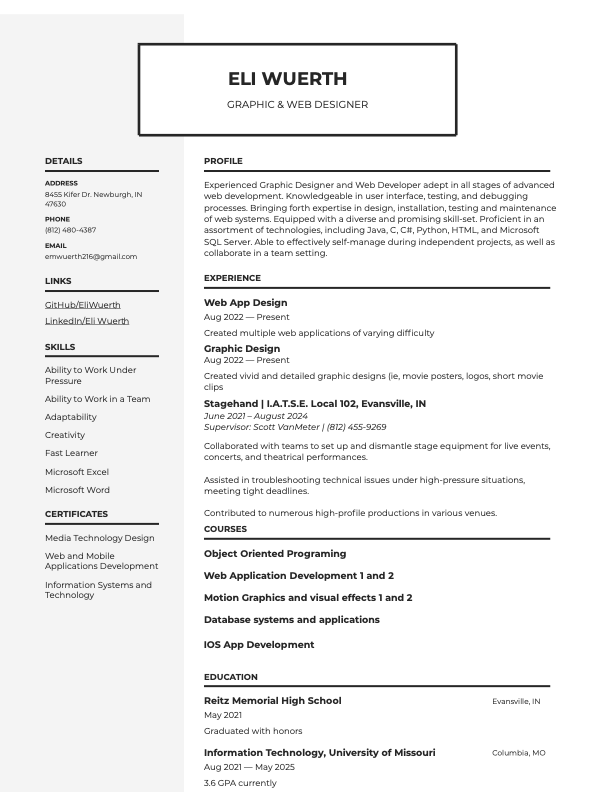 ELI WUERTH
GRAPHIC & WEB DESIGNER
DETAILS
ADDRESS
8455 Kifer Dr. Newburgh, IN
47630
PHONE
(812) 480-4387
EMAIL
emwuerth216@gmail.com
LINKS
GitHub/EliWuerth
LinkedIn/Eli Wuerth
SKILLS
Ability to Work Under
Pressure
Ability to Work in a Team
Adaptability
Creativity
Fast Learner
Microsoft Excel
Microsoft Word
CERTIFICATES
Media Technology Design
Web and Mobile
Applications Development
Information Systems and
Technology
PROFILE
Experienced Graphic Designer and Web Developer adept in all stages of advanced
web development. Knowledgeable in user interface, testing, and debugging
processes. Bringing forth expertise in design, installation, testing and maintenance
of web systems. Equipped with a diverse and promising skill-set. Proficient in an
assortment of technologies, including Java, C, C#, Python, HTML, and Microsoft
SQL Server. Able to effectively self-manage during independent projects, as well as
collaborate in a team setting.
EXPERIENCE
Web App Design
Aug 2022 — Present
Created multiple web applications of varying difficulty
Graphic Design
Aug 2022 — Present
Created vivid and detailed graphic designs (ie, movie posters, logos, short movie
clips
Stagehand | I.A.T.S.E. Local 102, Evansville, IN
June 2021 – August 2024
Supervisor: Scott VanMeter | (812) 455-9269
Collaborated with teams to set up and dismantle stage equipment for live events,
concerts, and theatrical performances.
Assisted in troubleshooting technical issues under high-pressure situations,
meeting tight deadlines.
Contributed to numerous high-profile productions in various venues.
COURSES
Object Oriented Programing
Web Application Development 1 and 2
Motion Graphics and visual effects 1 and 2
Database systems and applications
IOS App Development
EDUCATION
Reitz Memorial High School Evansville, IN
May 2021
Graduated with honors
Information Technology, University of Missouri Columbia, MO
Aug 2021 — May 2025
3.6 GPA currently